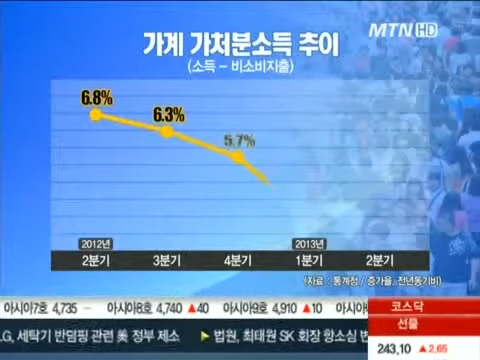 MTN HD
가계 가처분소득 추이
(소득 - 비소비지출)
6.8%
6.3%
5.7%
2012년 2013년
2분기 3분기 4분기 1분기 2분기
(자료 : 통계청 / 증가율, 전년동기비)
아시아7호 4,735 - 아시아8호 4,740 ▲40 아시아9호 4,910 ▲10 아시아
코스닥
선물
.G, 세탁기 반덤핑 관련 美 정부 제소 ▶ 법원, 최태원 SK 회장 항소심 변
243,10 ▲2,65